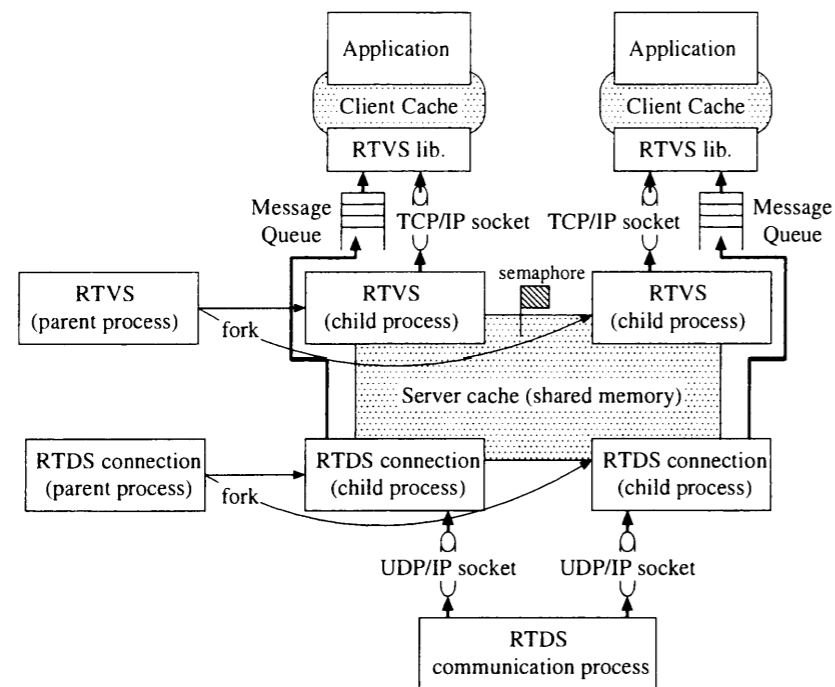 Application
Application
Client Cache
Client Cache
RTVS lib.
RTVS lib.
Message
Queue
TCP/IP socket
TCP/IP socket
Message
Queue
semaphore
RTVS
(parent process)
RTVS
(child process)
RTVS
(child process)
fork
Server cache (shared memory)
RTDS connection
(parent process)
RTDS connection
(child process)
RTDS connection
(child process)
fork
UDP/IP socket
UDP/IP socket
RTDS
communication process